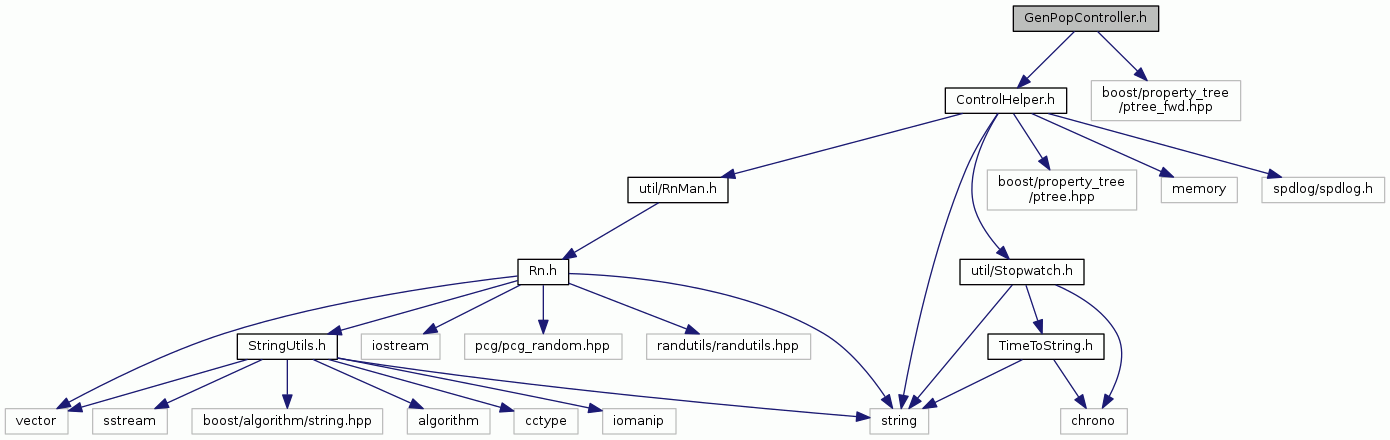 GenPopController.h
ControlHelper.h
boost/property_tree
/ptree_fwd.hpp
util/RnMan.h
boost/property_tree
/ptree.hpp
memory
spdlog/spdlog.h
Rn.h
util/Stopwatch.h
StringUtils.h
iostream
pcg/pcg_random.hpp
randutils/randutils.hpp
TimeToString.h
vector
sstream
boost/algorithm/string.hpp
algorithm
cctype
iomanip
string
chrono